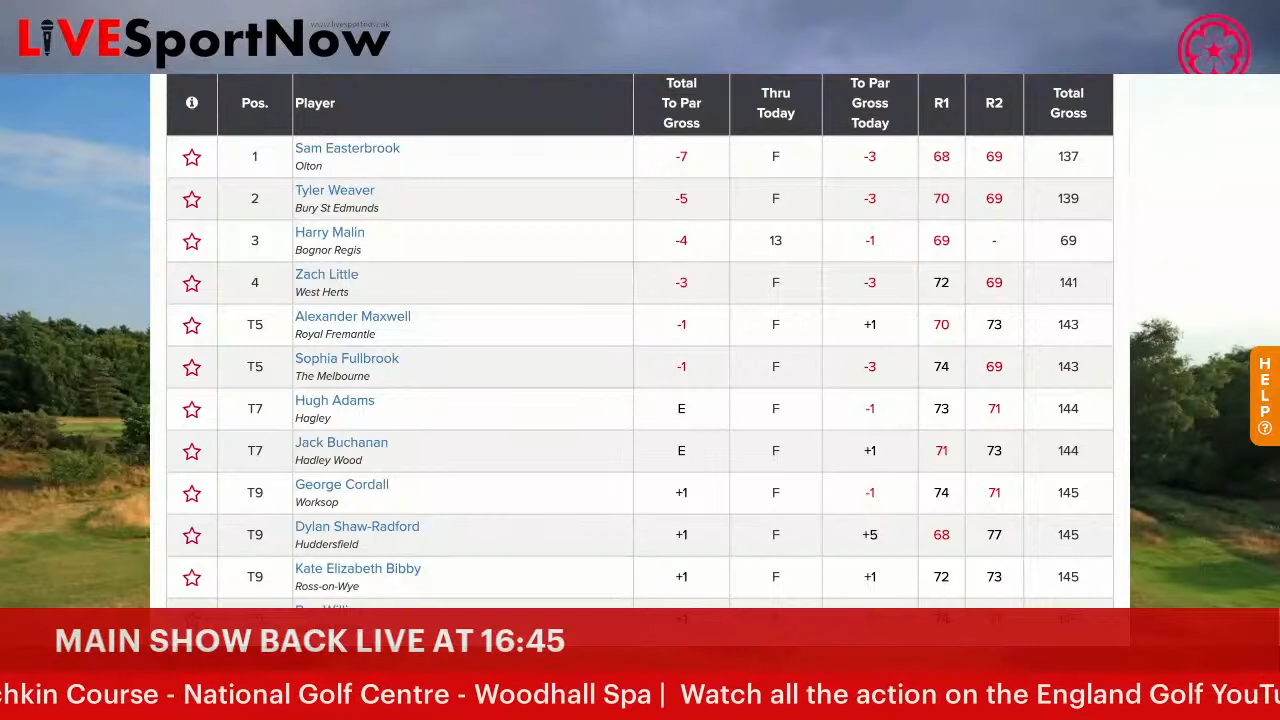 LiVESportNow
Pos. Player Total To Par Gross Thru Today To Par Gross Today R1 R2 Total Gross
1 Sam Easterbrook -7 F -3 68 69 137
Olton
2 Tyler Weaver -5 F -3 70 69 139
Bury St Edmunds
3 Harry Malin -4 13 -1 69 - 69
Bognor Regis
4 Zach Little -3 F -3 72 69 141
West Herts
T5 Alexander Maxwell -1 F +1 70 73 143
Royal Fremantle
T5 Sophia Fullbrook -1 F -3 74 69 143
The Melbourne
T7 Hugh Adams E F -1 73 71 144
Hagley
T7 Jack Buchanan E F +1 71 73 144
Hadley Wood
T9 George Cordall +1 F -1 74 71 145
Worksop
T9 Dylan Shaw-Radford +1 F +5 68 77 145
Huddersfield
T9 Kate Elizabeth Bibby +1 F +1 72 73 145
Ross-on-Wye
HELP?
MAIN SHOW BACK LIVE AT 16:45
hkin Course - National Golf Centre - Woodhall Spa | Watch all the action on the England Golf YouTu